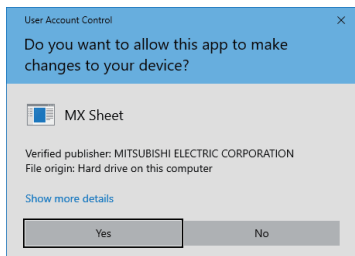 User Account Control
Do you want to allow this app to make
changes to your device?
MX Sheet
Verified publisher: MITSUBISHI ELECTRIC CORPORATION
File origin: Hard drive on this computer
Show more details
Yes
No